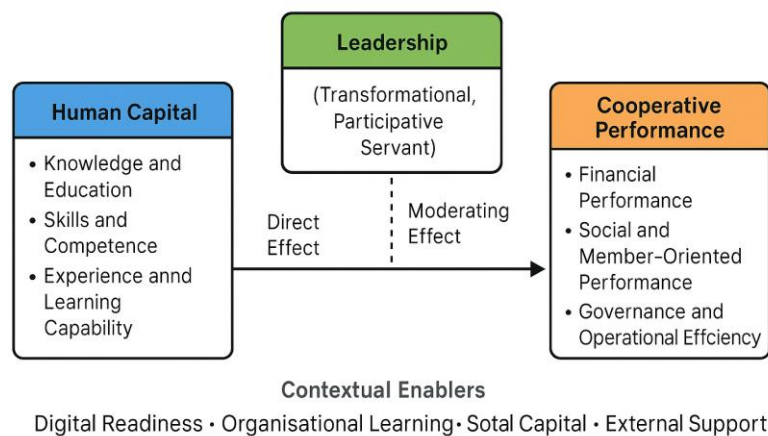 Leadership
(Transformational,
Participative
Servant)
Human Capital
• Knowledge and
Education
• Skills and
Competence
• Experience annd
Learning
Capability
Direct
Effect
Moderating
Effect
Cooperative
Performance
• Financial
Performance
• Social and
Member-Oriented
Performance
• Governance and
Operational Effciency
Contextual Enablers
Digital Readiness • Organisational Learning • Sotal Capital • External Support